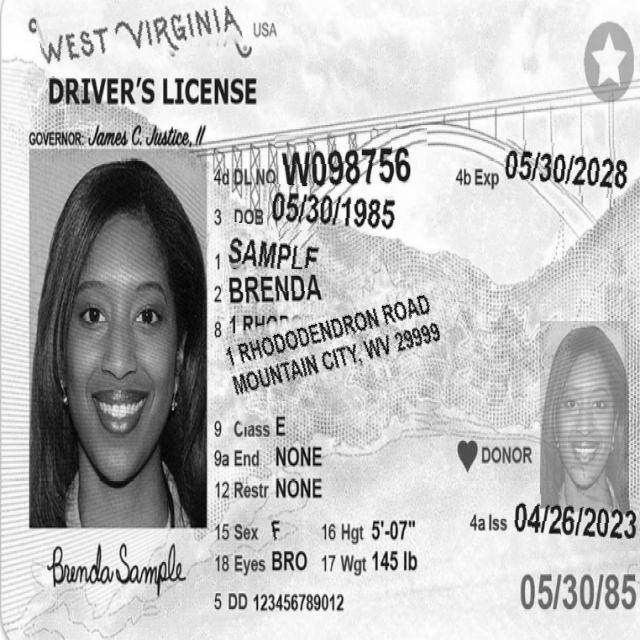 WEST VIRGINIA USA
DRIVER'S LICENSE
GOVERNOR: James C. Justice, II
4d DL NO W098756 4b Exp 05/30/2028
3 DOB 05/30/1985
1 SAMPLE
2 BRENDA
8 1 RHOD
1 RHODODENDRON ROAD
MOUNTAIN CITY, WV 29999
9 Class E
9a End NONE
DONOR
12 Restr NONE
15 Sex F 16 Hgt 5'-07" 4a Iss 04/26/2023
18 Eyes BRO 17 Wgt 145 lb
Brenda Sample
5 DD 123456789012 05/30/85